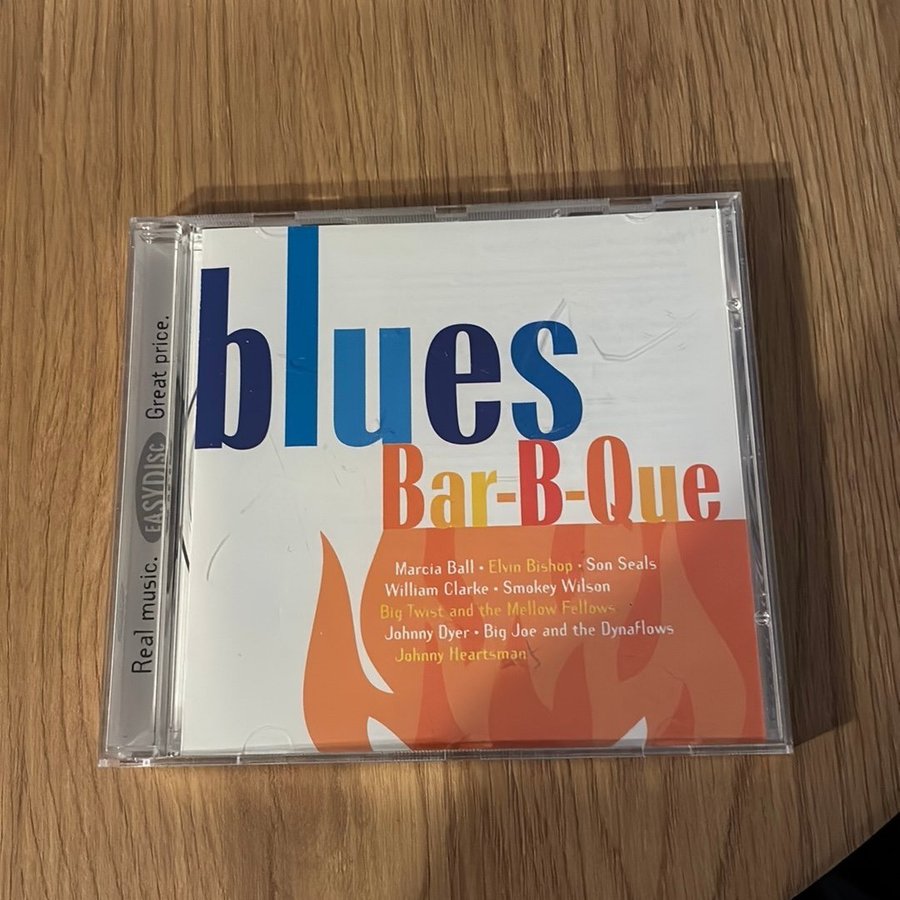 blues
Bar-B-Que
Marcia Ball • Elvin Bishop • Son Seals
William Clarke • Smokey Wilson
Big Twist and the Mellow Fellows
Johnny Dyer • Big Joe and the Dynaflows
Johnny Heartsman
Real music. EASYDISC Great price.